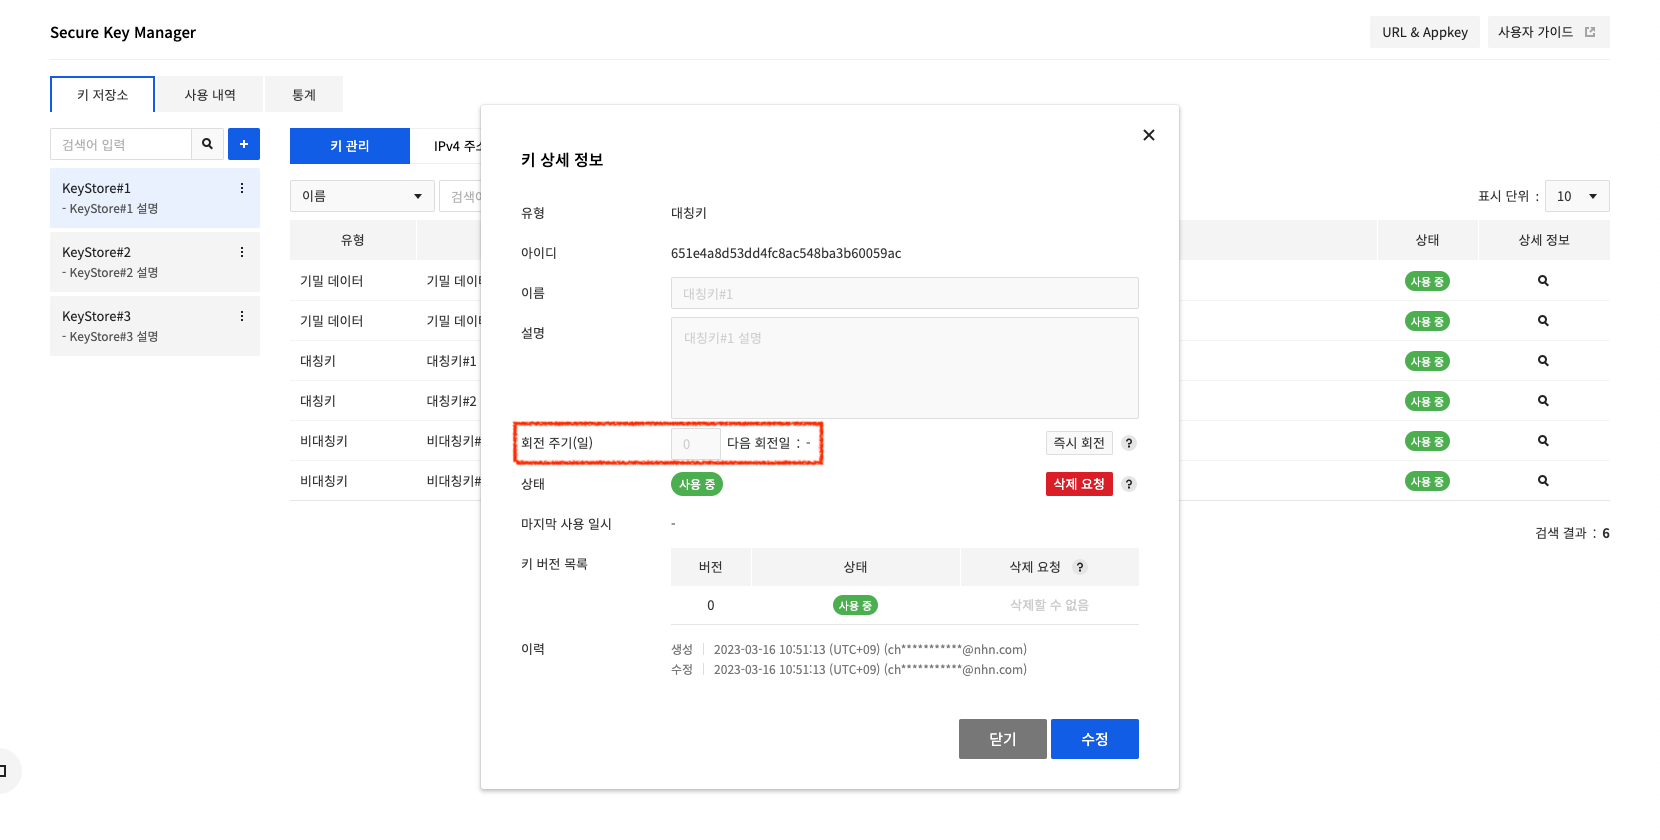 Secure Key Manager
URL & Appkey
사용자 가이드
키 저장소
사용 내역
통계
검색어 입력
+
KeyStore#1
- KeyStore#1 설명
KeyStore#2
- KeyStore#2 설명
KeyStore#3
- KeyStore#3 설명
키 관리
IPv4 주소
이름
검색어
표시 단위 :
10
유형
상태
상세 정보
기밀 데이터
기밀 데이터
사용 중
기밀 데이터
기밀 데이터
사용 중
대칭키
대칭키#1
사용 중
대칭키
대칭키#2
사용 중
비대칭키
비대칭키#
사용 중
비대칭키
비대칭키#
사용 중
검색 결과 : 6
키 상세 정보
유형
대칭키
아이디
651e4a8d53dd4fc8ac548ba3b60059ac
이름
대칭키#1
설명
대칭키#1 설명
회전 주기(일)
0
다음 회전일 : -
즉시 회전
?
상태
사용 중
삭제 요청
?
마지막 사용 일시
-
키 버전 목록
버전
상태
삭제 요청 ?
0
사용 중
삭제할 수 없음
이력
생성 2023-03-16 10:51:13 (UTC+09) (ch***********@nhn.com)
수정 2023-03-16 10:51:13 (UTC+09) (ch***********@nhn.com)
닫기
수정